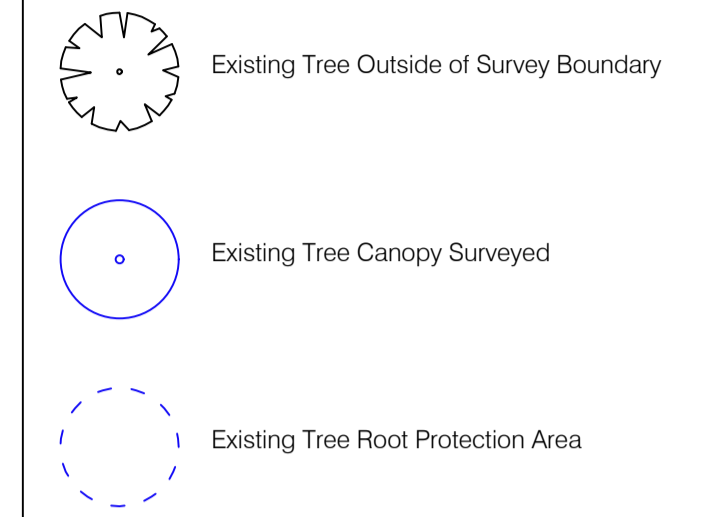 Existing Tree Outside of Survey Boundary
Existing Tree Canopy Surveyed
Existing Tree Root Protection Area